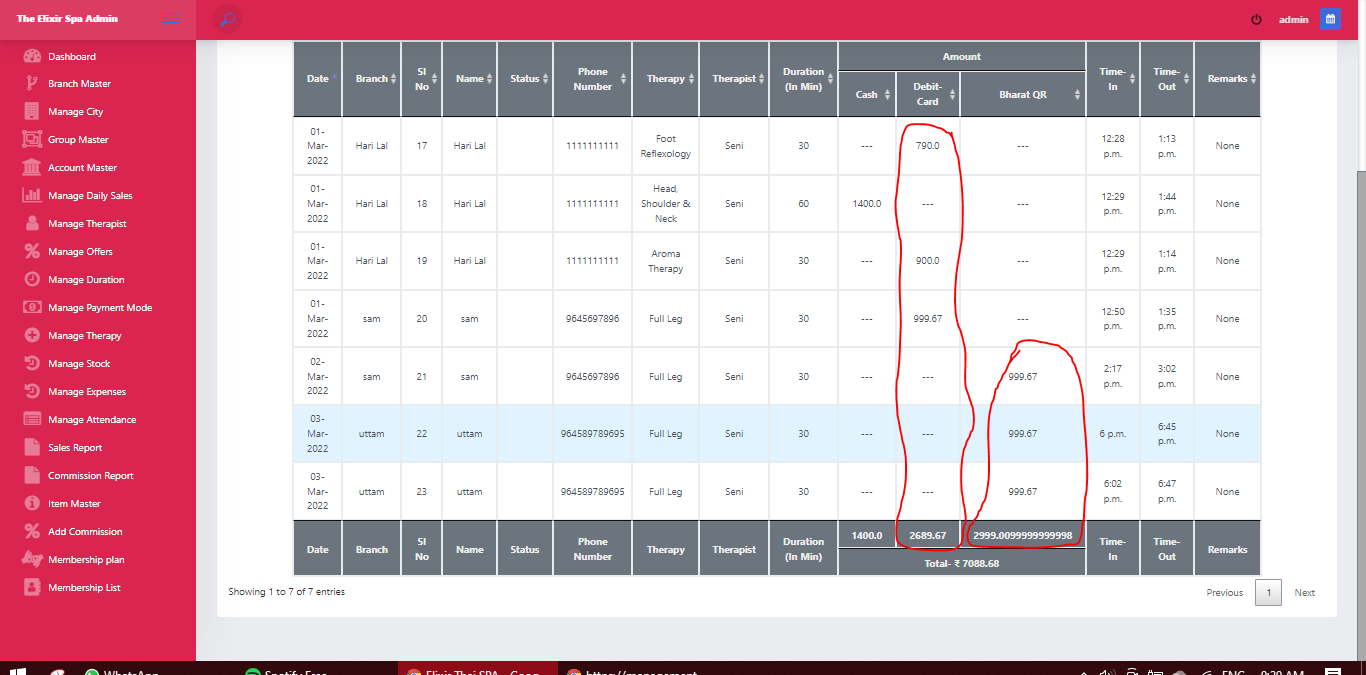 The Elixir Spa Admin
admin
Dashboard
Branch Master
Manage City
Group Master
Account Master
Manage Daily Sales
Manage Therapist
Manage Offers
Manage Duration
Manage Payment Mode
Manage Therapy
Manage Stock
Manage Expenses
Manage Attendance
Sales Report
Commission Report
Item Master
Add Commission
Membership plan
Membership List
Amount
Date Branch Sl No Name Status Phone Number Therapy Therapist Duration (In Min) Cash Debit-Card Bharat QR Time-In Time-Out Remarks
01-Mar-2022 Hari Lal 17 Hari Lal 1111111111 Foot Reflexology Seni 30 --- 790.0 --- 12:28 p.m. 1:13 p.m. None
01-Mar-2022 Hari Lal 18 Hari Lal 1111111111 Head, Shoulder & Neck Seni 60 1400.0 --- --- 12:29 p.m. 1:44 p.m. None
01-Mar-2022 Hari Lal 19 Hari Lal 1111111111 Aroma Therapy Seni 30 --- 900.0 --- 12:29 p.m. 1:14 p.m. None
01-Mar-2022 sam 20 sam 9645697896 Full Leg Seni 30 --- 999.67 --- 12:50 p.m. 1:35 p.m. None
02-Mar-2022 sam 21 sam 9645697896 Full Leg Seni 30 --- --- 999.67 2:17 p.m. 3:02 p.m. None
03-Mar-2022 uttam 22 uttam 964589789695 Full Leg Seni 30 --- --- 999.67 6 p.m. 6:45 p.m. None
03-Mar-2022 uttam 23 uttam 964589789695 Full Leg Seni 30 --- --- 999.67 6:02 p.m. 6:47 p.m. None
Date Branch Sl No Name Status Phone Number Therapy Therapist Duration (In Min) 1400.0 2689.67 2999.0099999999998 Time-In Time-Out Remarks
Total- ₹ 7088.68
Showing 1 to 7 of 7 entries
Previous 1 Next
WhatsApp Spotify Free Elixir Thai SPA - Goog https://management ENG